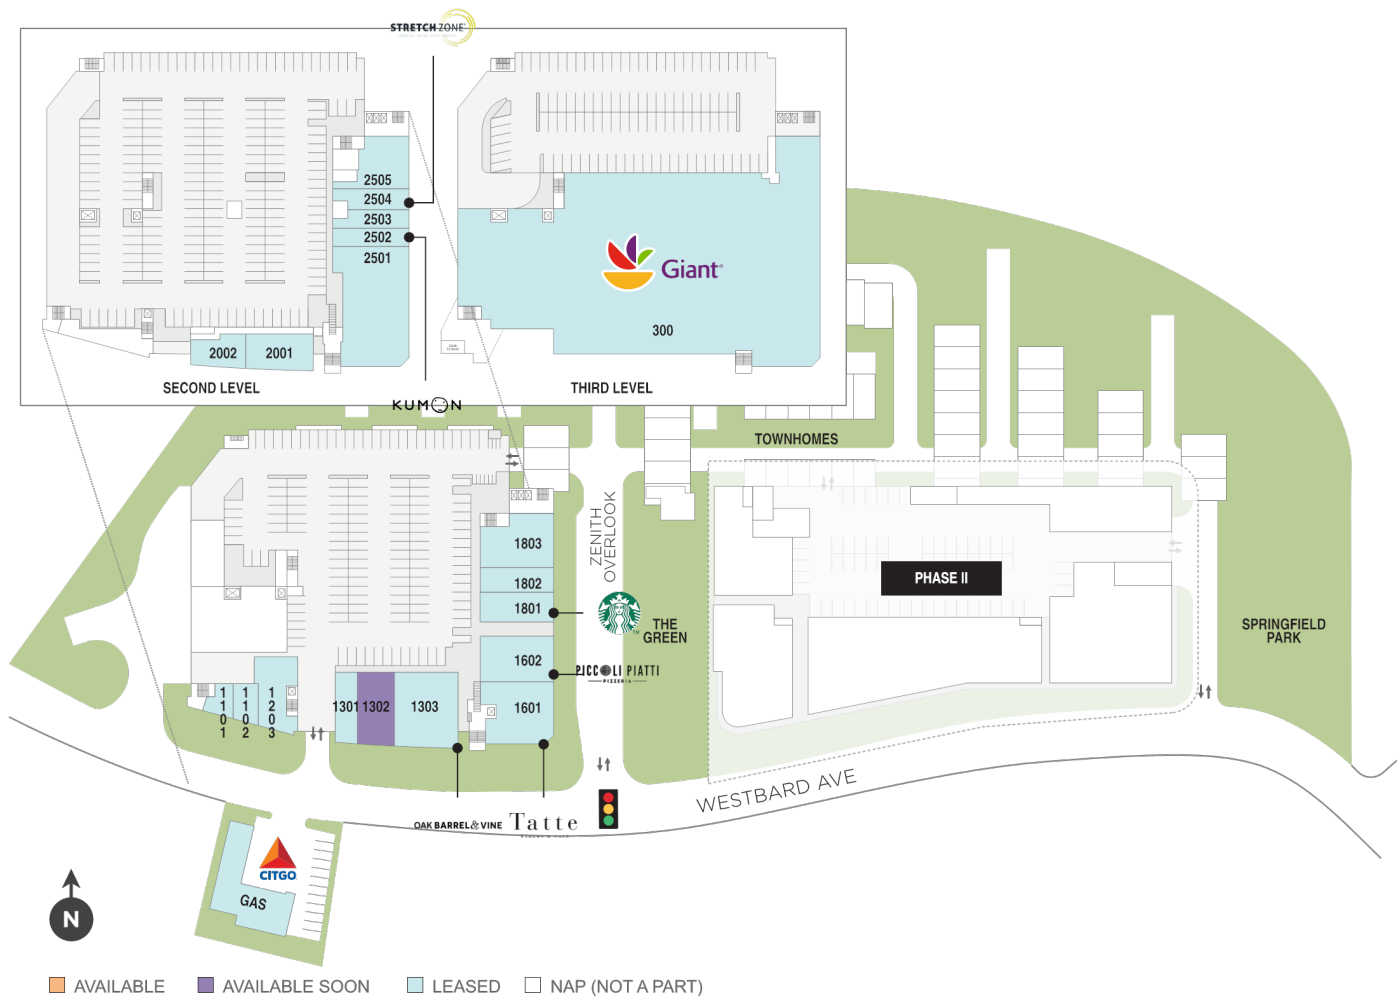 STRETCHZONE
2505
2504
2503
2502
2501
2002
2001
SECOND LEVEL
Giant
300
THIRD LEVEL
KUMON
TOWNHOMES
ZENITH
OVERLOOK
1803
1802
1801
THE
GREEN
PHASE II
SPRINGFIELD
PARK
1602
PICCOLI PIATTI
PIZZERIA
1601
1101
1102
1203
1301
1302
1303
WESTBARD AVE
OAK BARREL & VINE
Tatte
CITGO
GAS
N
AVAILABLE
AVAILABLE SOON
LEASED
NAP (NOT A PART)